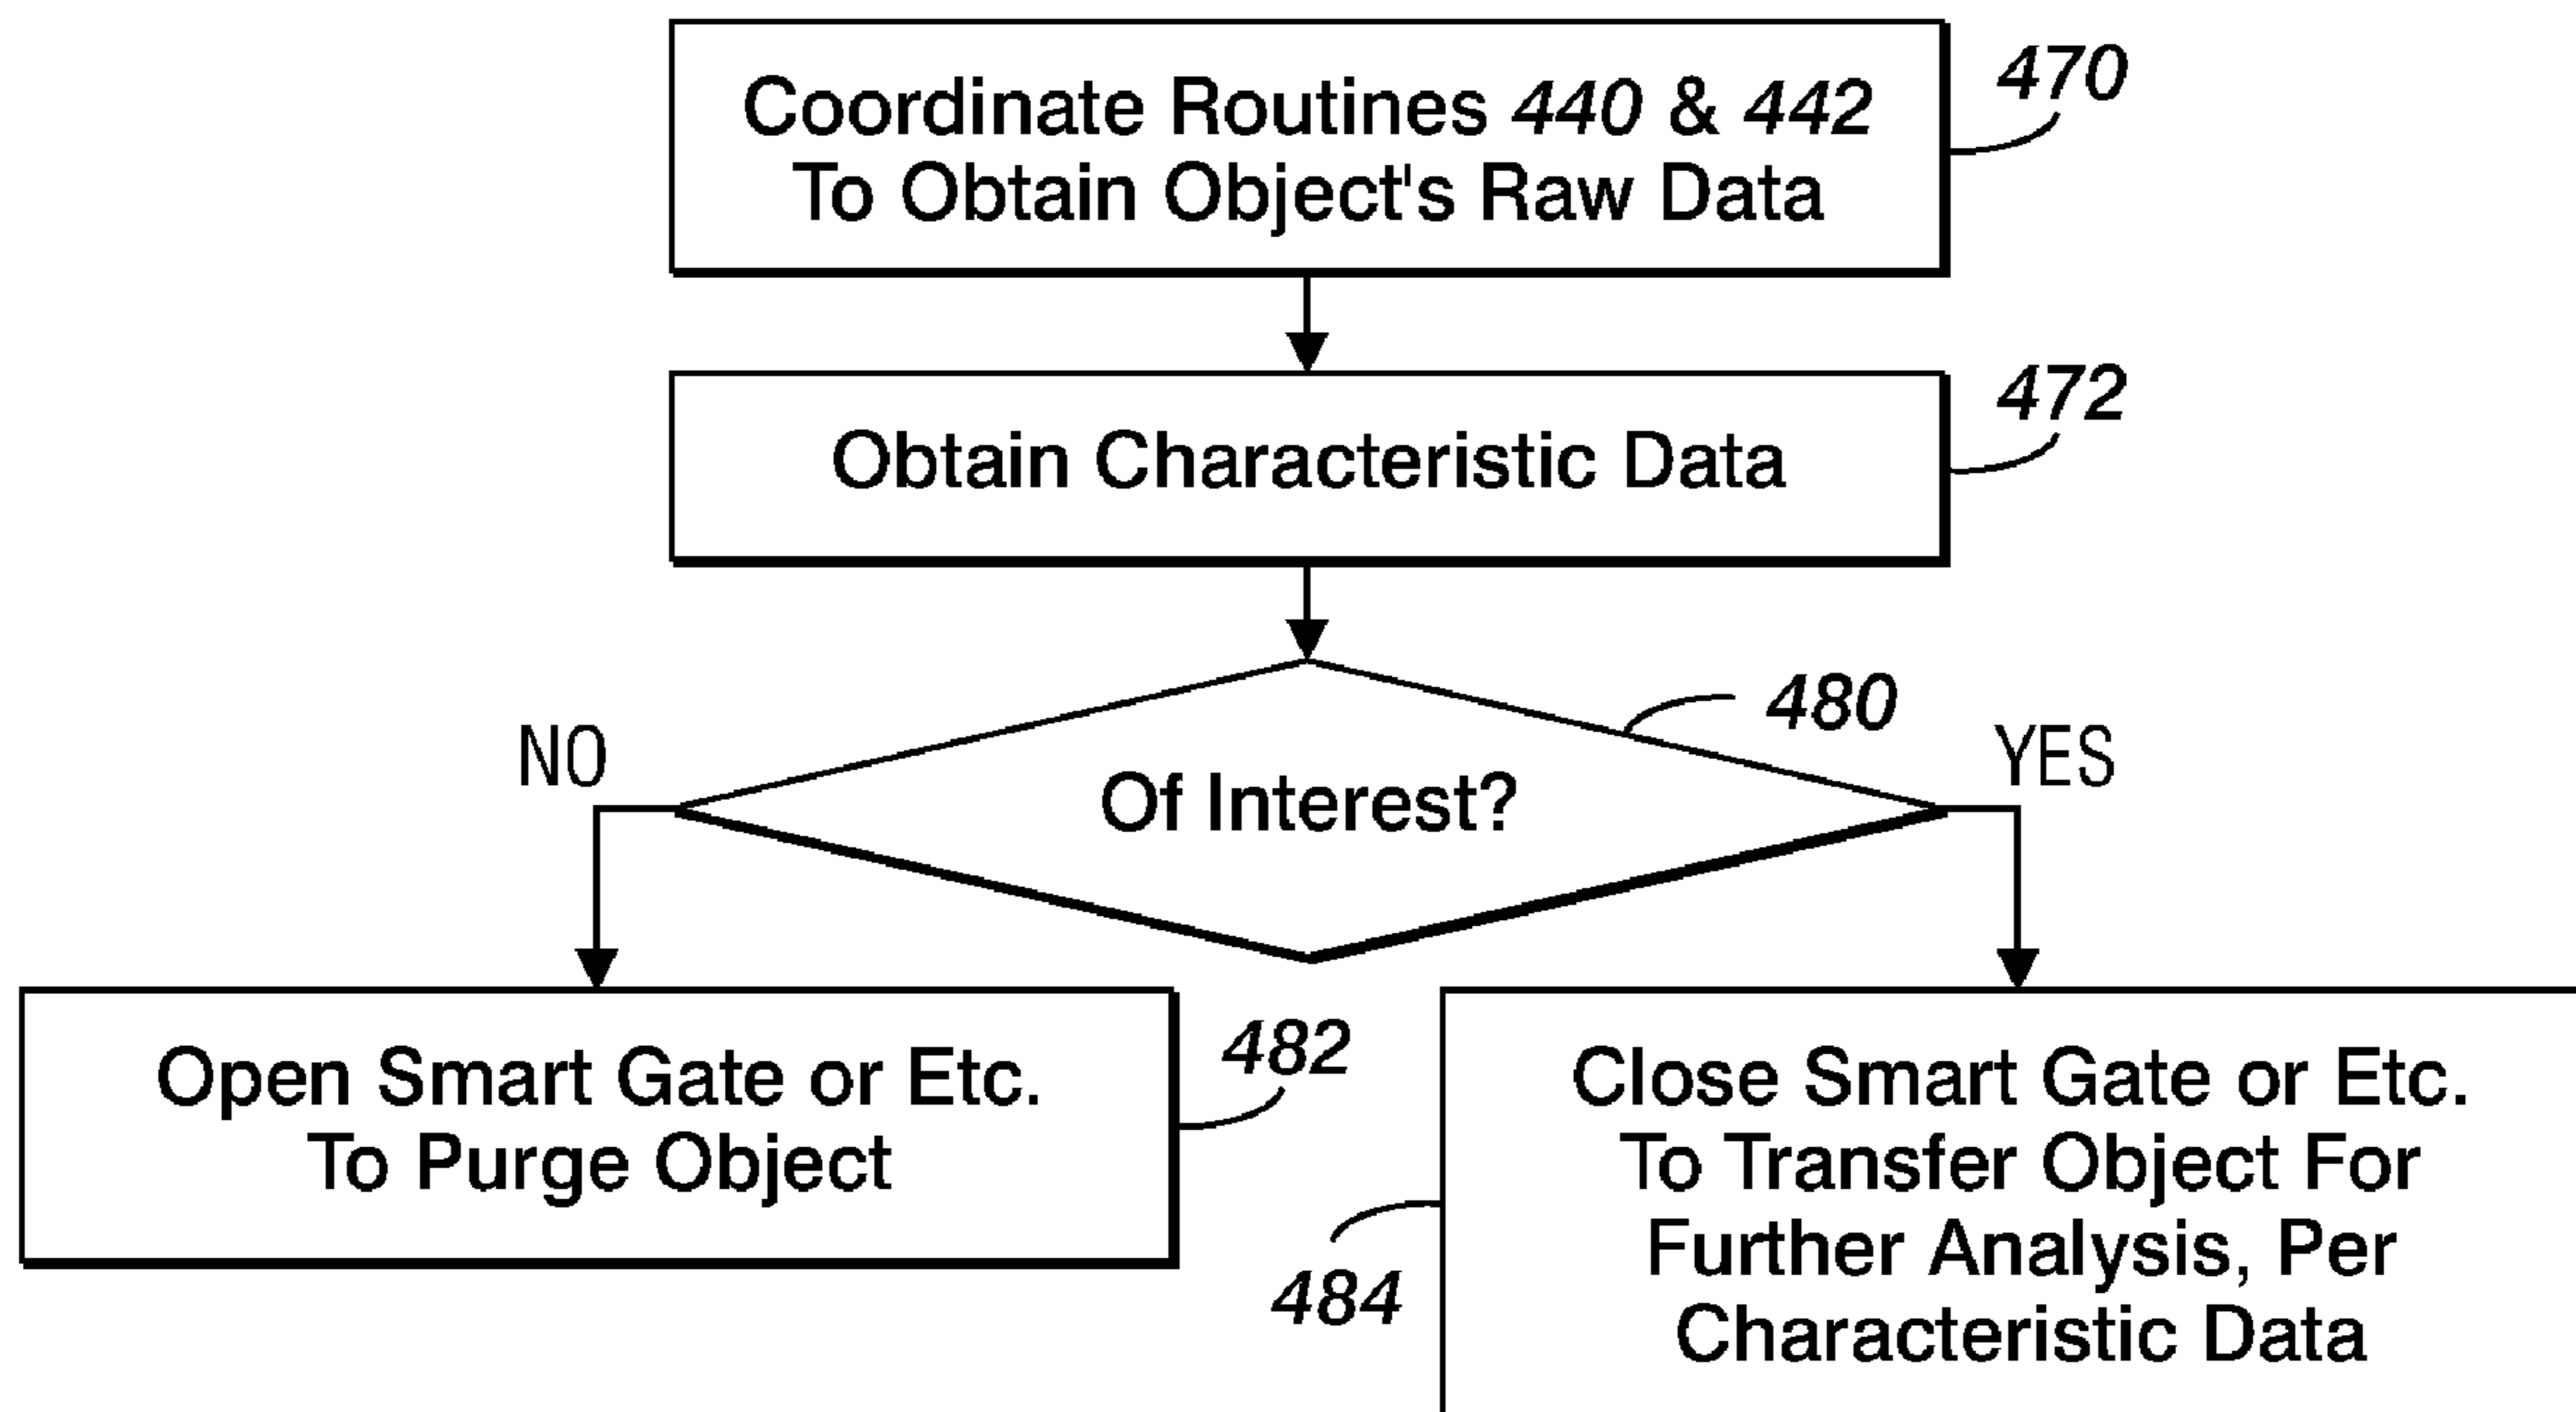 Coordinate Routines 440 & 442
To Obtain Object's Raw Data
470
Obtain Characteristic Data
472
480
NO
Of Interest?
YES
Open Smart Gate or Etc.
To Purge Object
482
Close Smart Gate or Etc.
To Transfer Object For
Further Analysis, Per
Characteristic Data
484